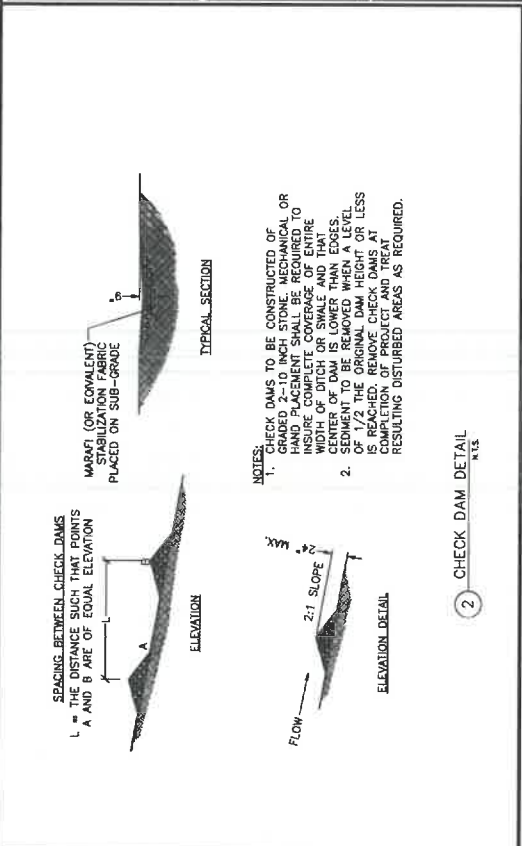 SPACING BETWEEN CHECK DAMS
L = THE DISTANCE SUCH THAT POINTS
A AND B ARE OF EQUAL ELEVATION
L
A
B
ELEVATION
MARAFI (OR EQIVALENT)
STABILIZATION FABRIC
PLACED ON SUB-GRADE
6"
TYPICAL SECTION
FLOW
2:1 SLOPE
24" MAX.
ELEVATION DETAIL
NOTES:
1. CHECK DAMS TO BE CONSTRUCTED OF
GRADED 2-10 INCH STONE. MECHANICAL OR
HAND PLACEMENT SHALL BE REQUIRED TO
INSURE COMPLETE COVERAGE OF ENTIRE
WIDTH OF DITCH OR SWALE AND THAT
CENTER OF DAM IS LOWER THAN EDGES.
2. SEDIMENT TO BE REMOVED WHEN A LEVEL
OF 1/2 THE ORIGINAL DAM HEIGHT OR LESS
IS REACHED. REMOVE CHECK DAMS AT
COMPLETION OF PROJECT AND TREAT
RESULTING DISTURBED AREAS AS REQUIRED.
2 CHECK DAM DETAIL
N.T.S.